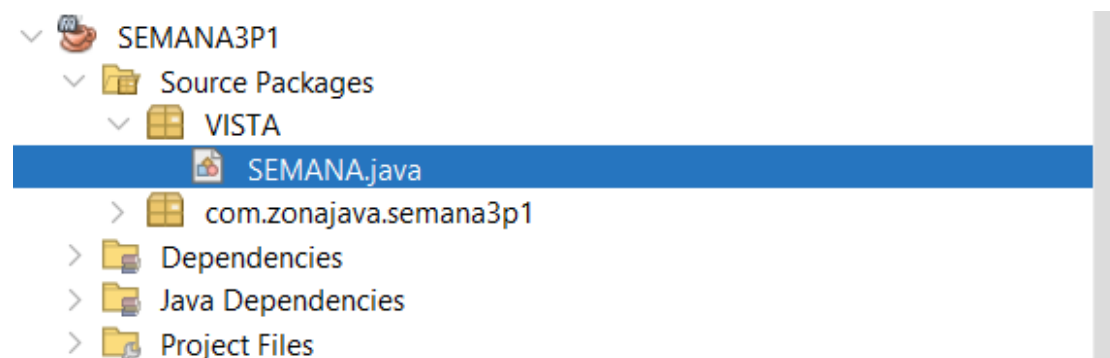 SEMANA3P1
Source Packages
VISTA
SEMANA.java
com.zonajava.semana3p1
Dependencies
Java Dependencies
Project Files